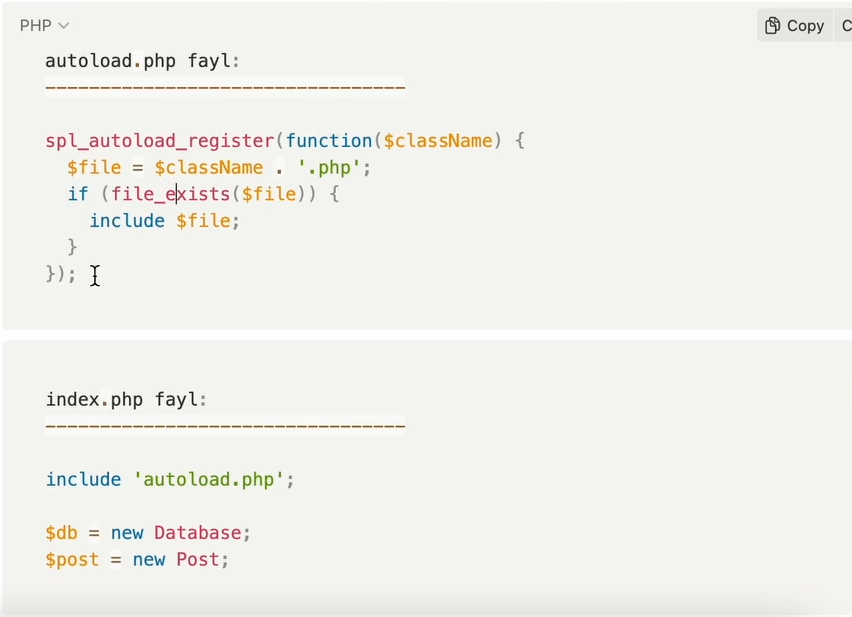 PHP
Copy
C
autoload.php fayl:
---------------------------------
spl_autoload_register(function($className) {
  $file = $className . '.php';
  if (file_exists($file)) {
    include $file;
  }
});
index.php fayl:
---------------------------------
include 'autoload.php';
$db = new Database;
$post = new Post;